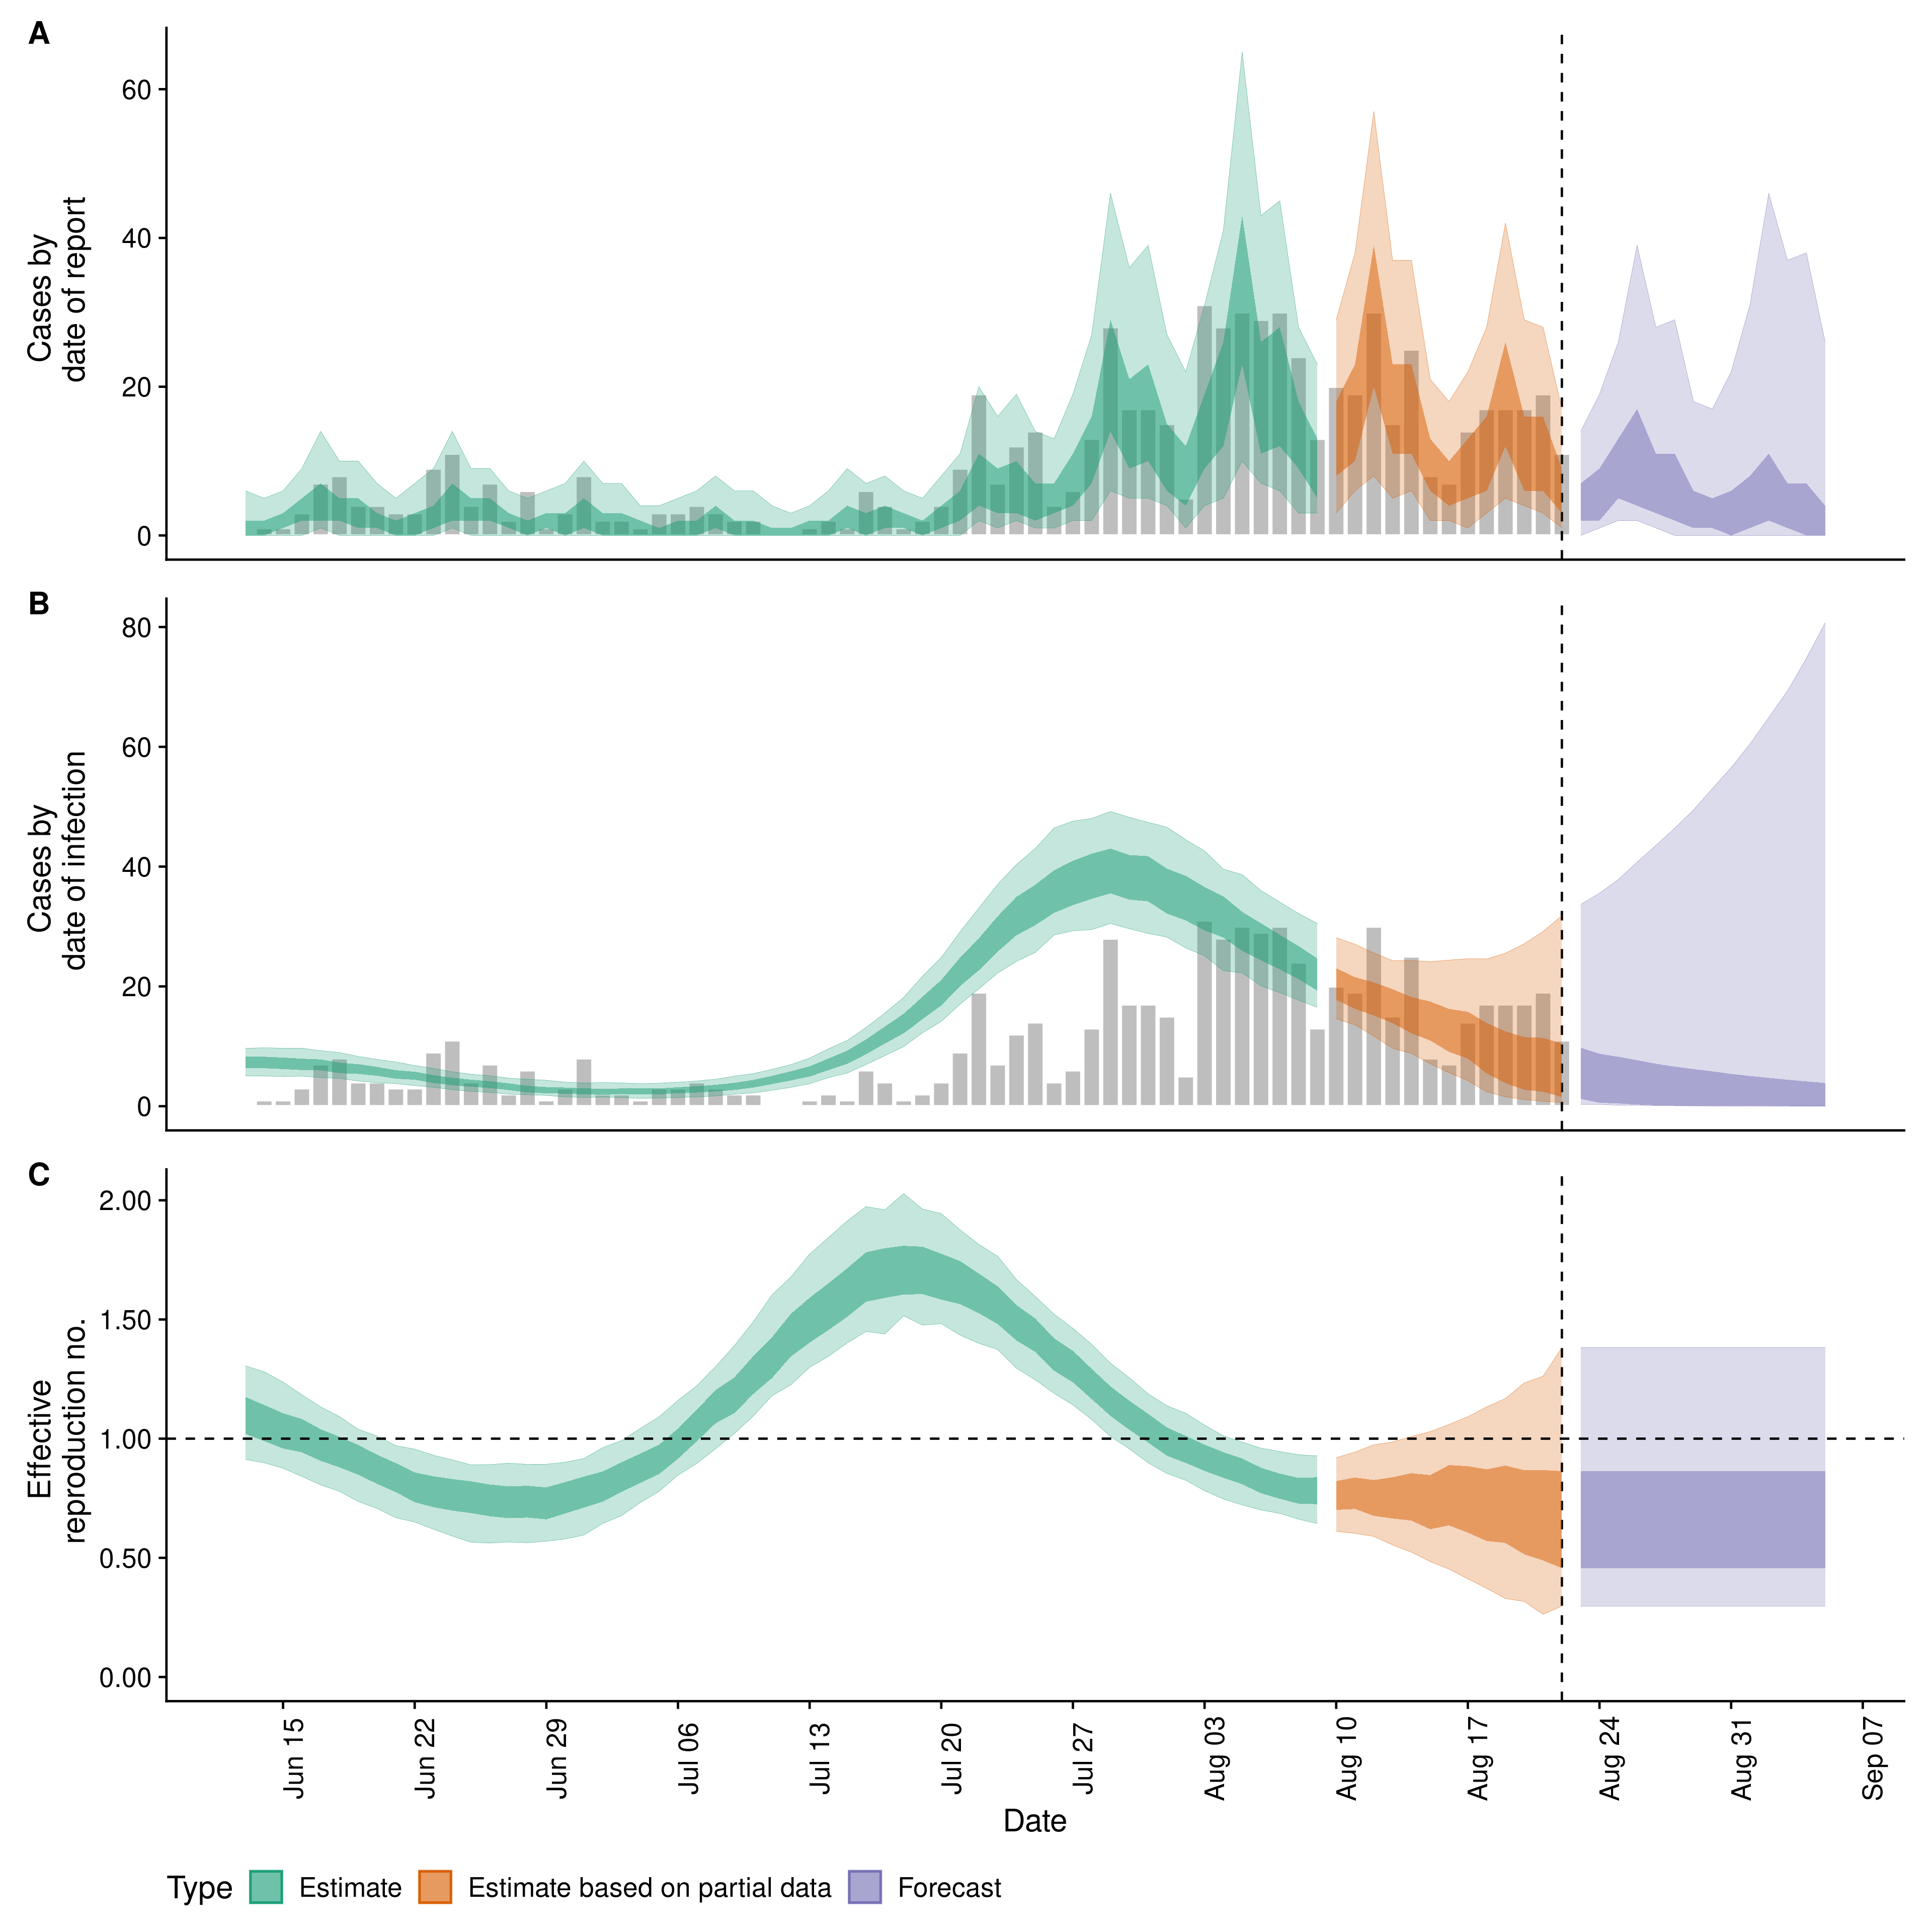 A
60
40
20
0
Cases by
date of report
B
80
60
40
20
0
Cases by
date of infection
C
2.00
1.50
1.00
0.50
0.00
Effective
reproduction no.
Jun 15
Jun 22
Jun 29
Jul 06
Jul 13
Jul 20
Jul 27
Aug 03
Aug 10
Aug 17
Aug 24
Aug 31
Sep 07
Date
Type Estimate Estimate based on partial data Forecast